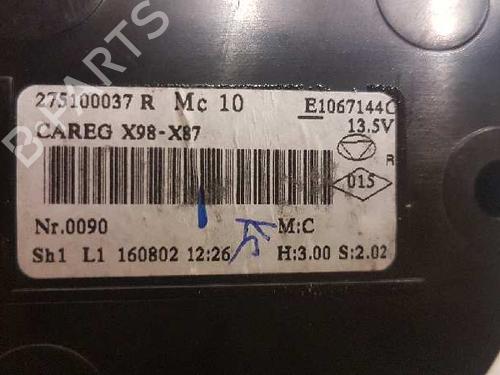 B-PARTS
275100037 R Mc 10 E1067144C
CAREG X98-X87 13.5V
R
015
Nr.0090 M:C
Sh1 L1 160802 12:26 H:3.00 S:2.02